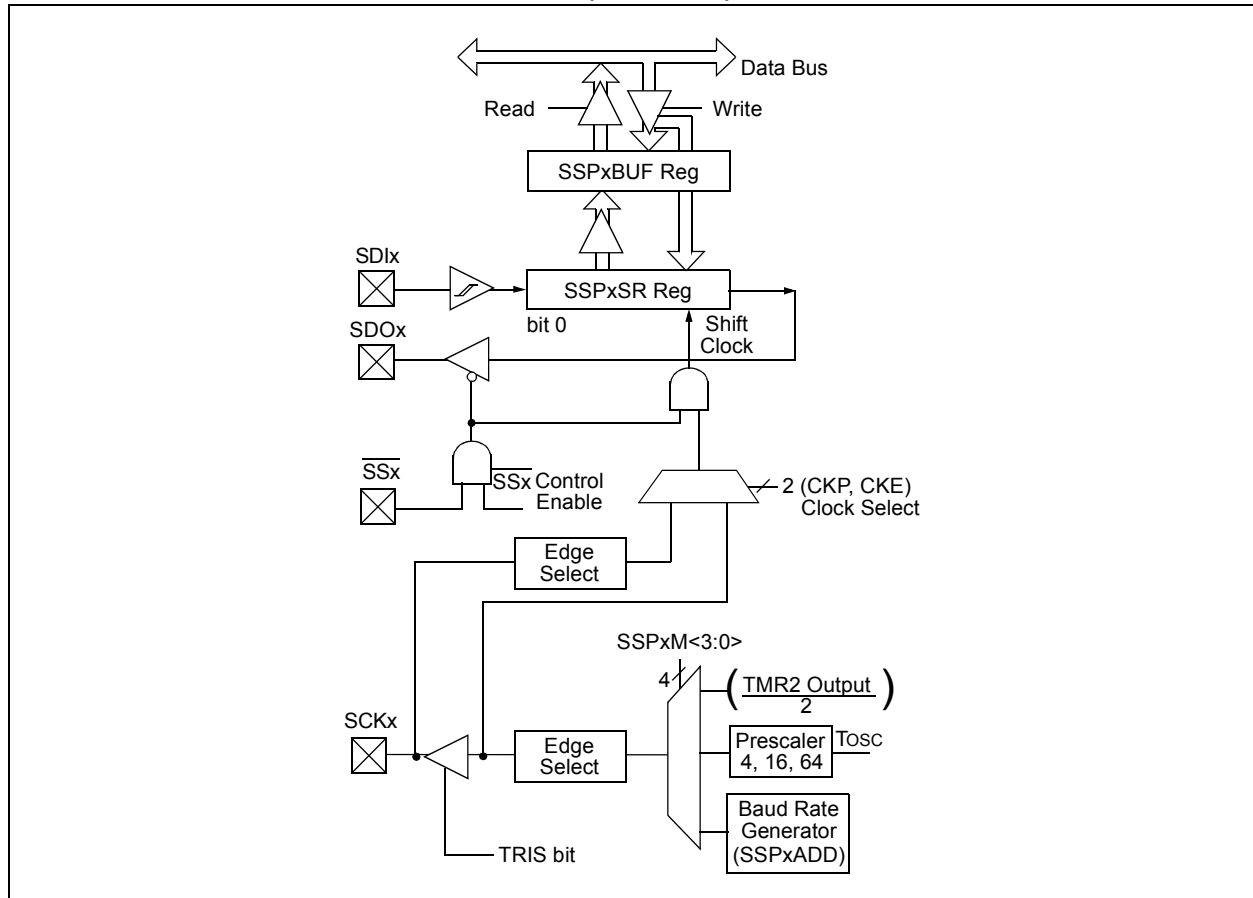 Data Bus
Read
Write
SSPxBUF Reg
SDIx
SSPxSR Reg
bit 0
Shift
Clock
SDOx
SSx
SSx Control
Enable
2 (CKP, CKE)
Clock Select
Edge
Select
SSPxM<3:0>
4
(TMR2 Output)
2
SCKx
Edge
Select
Prescaler
4, 16, 64
TOSC
Baud Rate
Generator
(SSPxADD)
TRIS bit